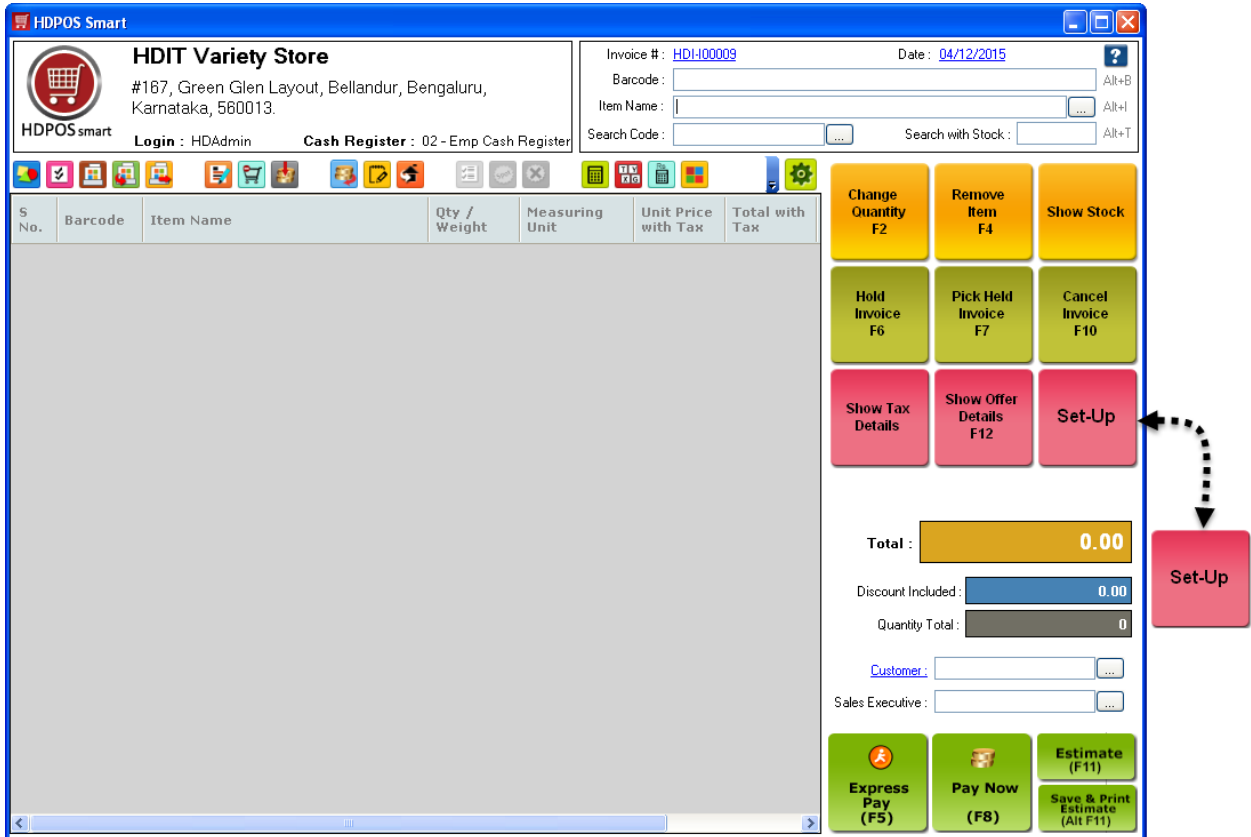 HDPOS Smart
HDIT Variety Store
#167, Green Glen Layout, Bellandur, Bengaluru,
Karnataka, 560013.
HDPOS smart
Login : HDAdmin Cash Register : 02 - Emp Cash Register
Invoice # : HDI-I00009 Date : 04/12/2015 ?
Barcode : Alt+B
Item Name : ... Alt+I
Search Code : ... Search with Stock : Alt+T
S
No.
Barcode
Item Name
Qty /
Weight
Measuring
Unit
Unit Price
with Tax
Total with
Tax
Change
Quantity
F2
Remove
Item
F4
Show Stock
Hold
Invoice
F6
Pick Held
Invoice
F7
Cancel
Invoice
F10
Show Tax
Details
Show Offer
Details
F12
Set-Up
Set-Up
Total : 0.00
Discount Included : 0.00
Quantity Total : 0
Customer : ...
Sales Executive : ...
Express
Pay
(F5)
Pay Now
(F8)
Estimate
(F11)
Save & Print
Estimate
(Alt F11)